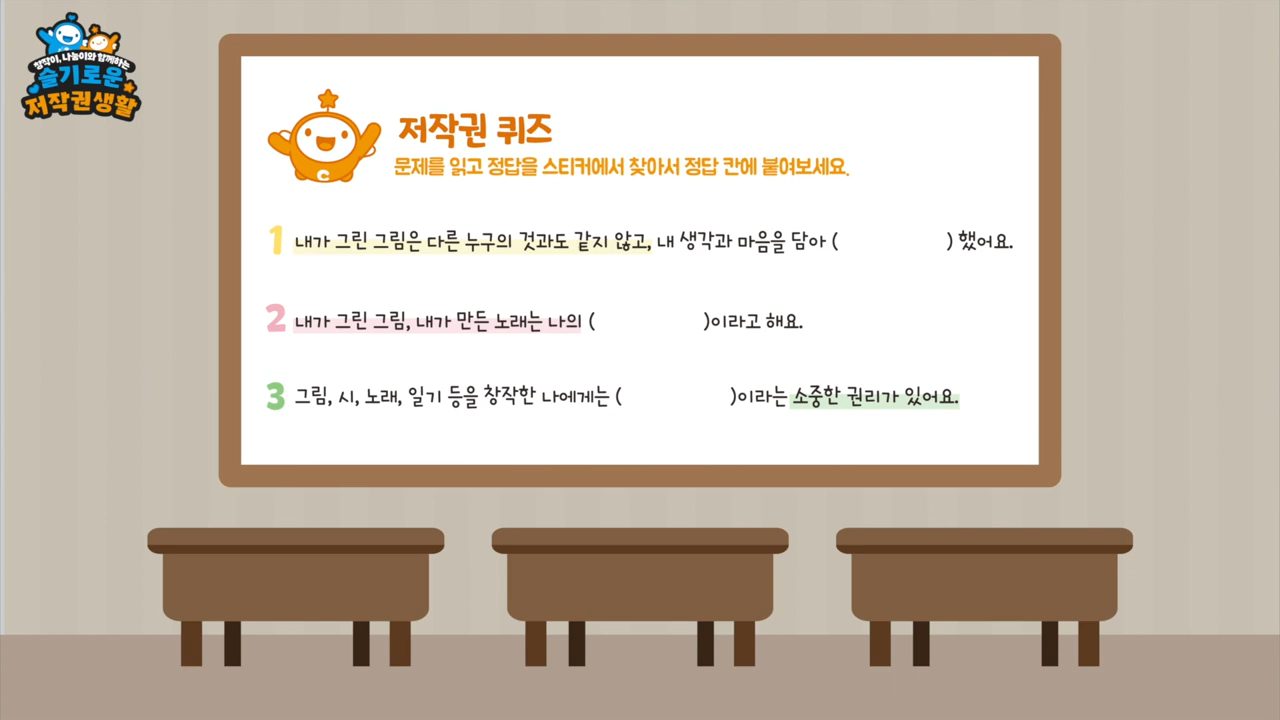 창작이, 나눔이와 함께하는
슬기로운
저작권생활
저작권 퀴즈
문제를 읽고 정답을 스티커에서 찾아서 정답 칸에 붙여보세요.
1 내가 그린 그림은 다른 누구의 것과도 같지 않고, 내 생각과 마음을 담아 ( ) 했어요.
2 내가 그린 그림, 내가 만든 노래는 나의 ( )이라고 해요.
3 그림, 시, 노래, 일기 등을 창작한 나에게는 ( )이라는 소중한 권리가 있어요.
C